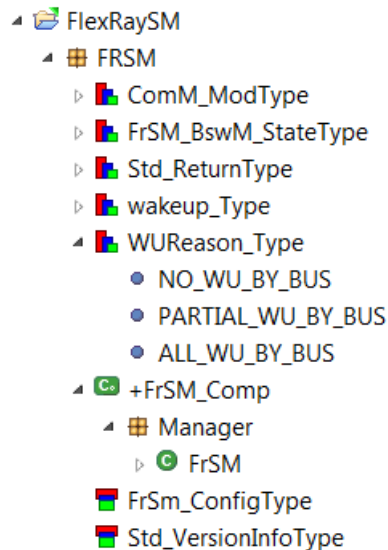 FlexRaySM
FRSM
ComM_ModType
FrSM_BswM_StateType
Std_ReturnType
wakeup_Type
WUReason_Type
NO_WU_BY_BUS
PARTIAL_WU_BY_BUS
ALL_WU_BY_BUS
C. +FrSM_Comp
Manager
C FrSM
FrSm_ConfigType
Std_VersionInfoType